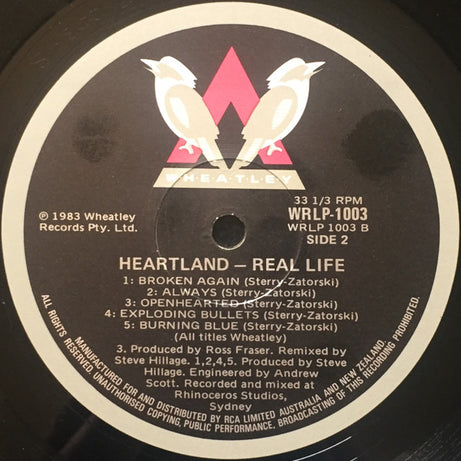 W·H·E·A·T·L·E·Y
33 1/3 RPM
WRLP-1003
WRLP 1003 B
SIDE 2
℗ 1983 Wheatley
Records Pty. Ltd.
HEARTLAND – REAL LIFE
1: BROKEN AGAIN (Sterry-Zatorski)
2: ALWAYS (Sterry-Zatorski)
3: OPENHEARTED (Sterry-Zatorski)
4: EXPLODING BULLETS (Sterry-Zatorski)
5: BURNING BLUE (Sterry-Zatorski)
(All titles Wheatley)
3. Produced by Ross Fraser. Remixed by
Steve Hillage. 1,2,4,5. Produced by Steve
Hillage. Engineered by Andrew
Scott. Recorded and mixed at
Rhinoceros Studios,
Sydney
MANUFACTURED FOR AND DISTRIBUTED BY RCA LIMITED AUSTRALIA AND NEW ZEALAND.
ALL RIGHTS RESERVED. UNAUTHORISED COPYING, PUBLIC PERFORMANCE, BROADCASTING OF THIS RECORDING PROHIBITED.